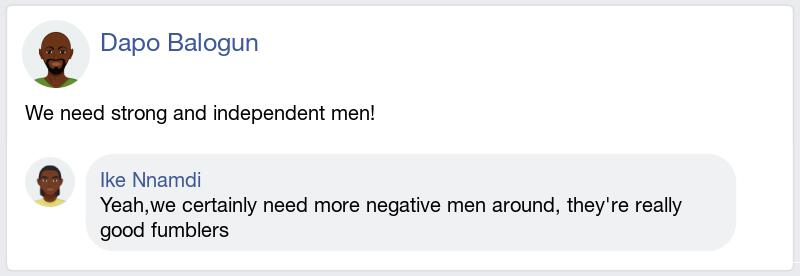 Dapo Balogun
We need strong and independent men!
Ike Nnamdi
Yeah,we certainly need more negative men around, they're really
good fumblers